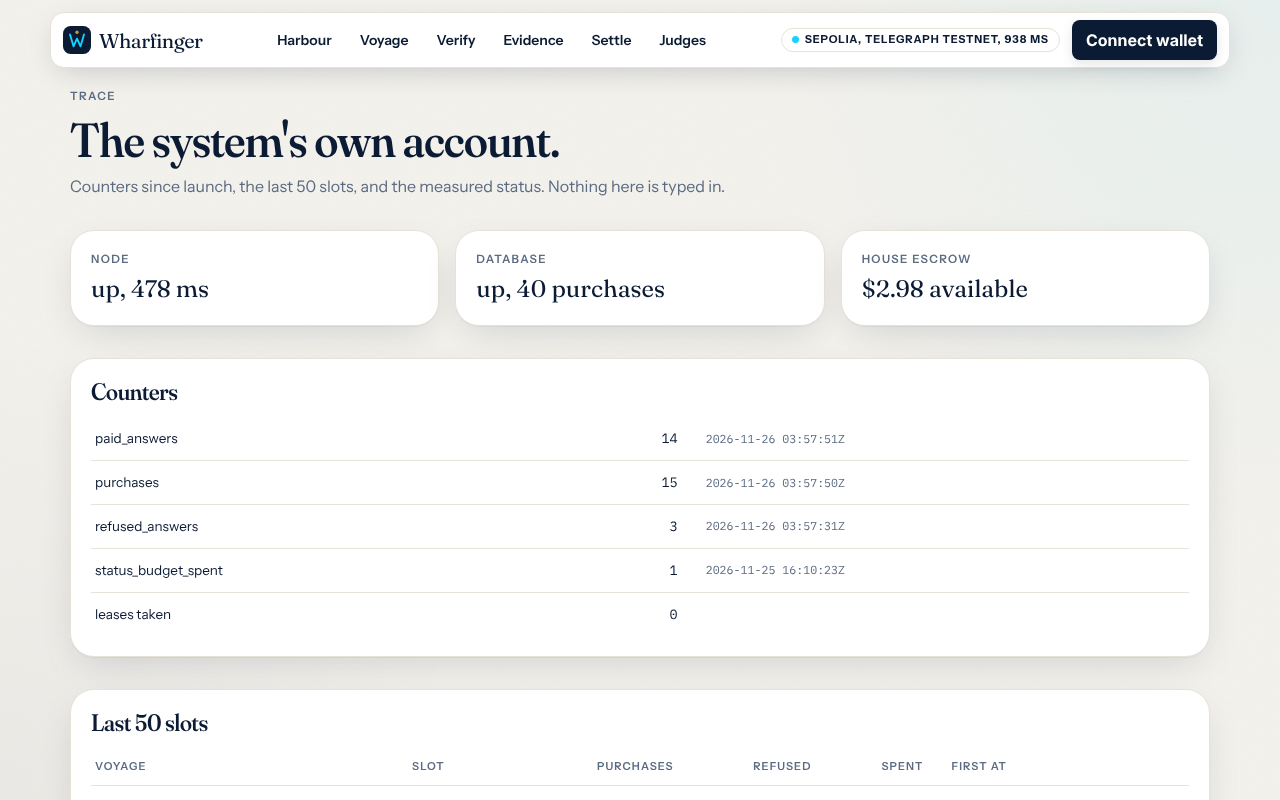 Wharfinger Harbour Voyage Verify Evidence Settle Judges SEPOLIA, TELEGRAPH TESTNET, 938 MS Connect wallet
TRACE
The system's own account.
Counters since launch, the last 50 slots, and the measured status. Nothing here is typed in.
NODE
up, 478 ms
DATABASE
up, 40 purchases
HOUSE ESCROW
$2.98 available
Counters
paid_answers 14 2026-11-26 03:57:51Z
purchases 15 2026-11-26 03:57:50Z
refused_answers 3 2026-11-26 03:57:31Z
status_budget_spent 1 2026-11-25 16:10:23Z
leases taken 0
Last 50 slots
VOYAGE SLOT PURCHASES REFUSED SPENT FIRST AT